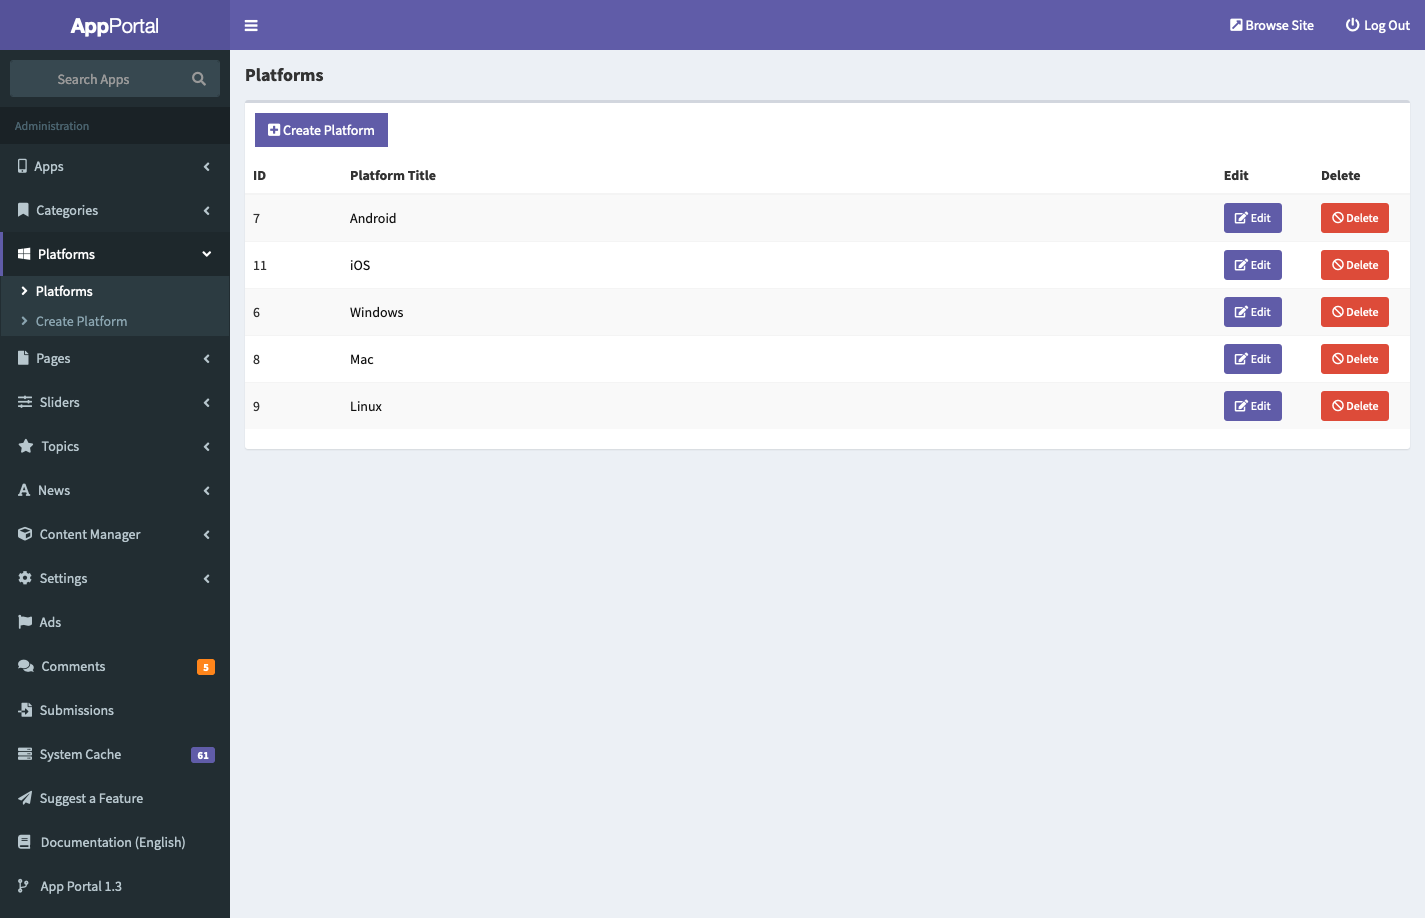 AppPortal
Browse Site
Log Out
Search Apps
Administration
Apps
Categories
Platforms
Platforms
Create Platform
Pages
Sliders
Topics
News
Content Manager
Settings
Ads
Comments 5
Submissions
System Cache 61
Suggest a Feature
Documentation (English)
App Portal 1.3
Platforms
Create Platform
ID Platform Title Edit Delete
7 Android Edit Delete
11 iOS Edit Delete
6 Windows Edit Delete
8 Mac Edit Delete
9 Linux Edit Delete